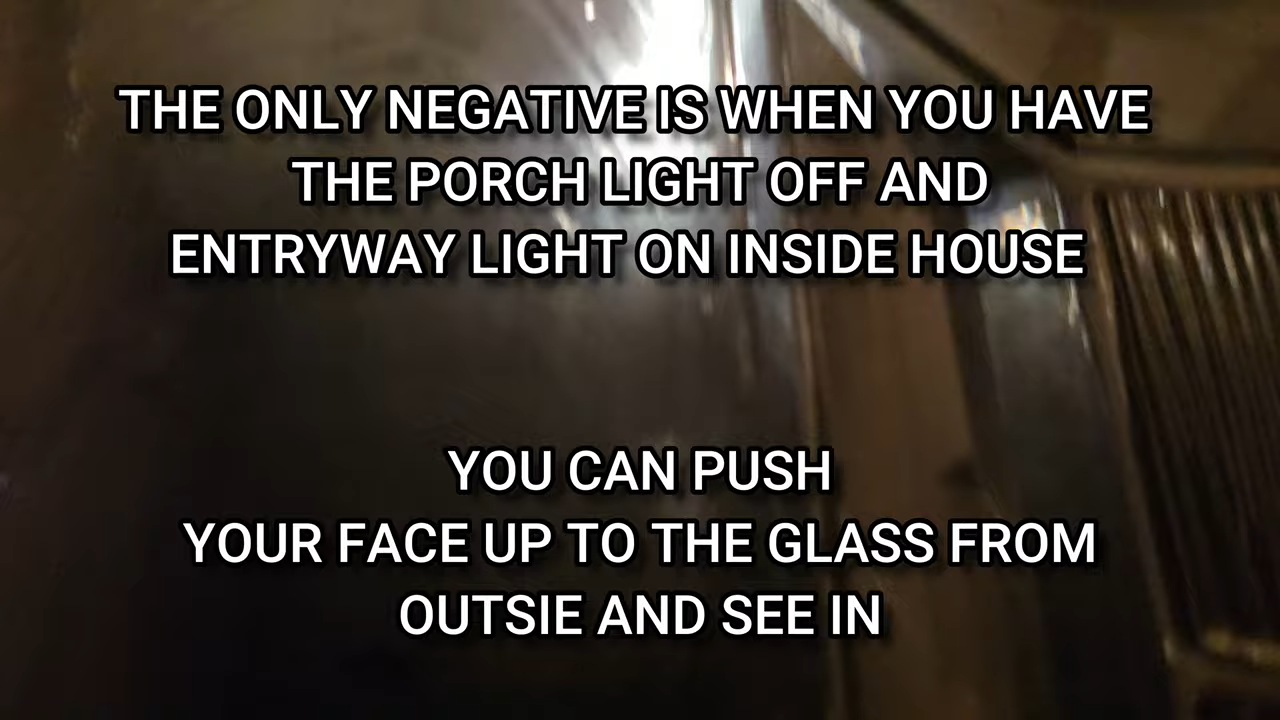 THE ONLY NEGATIVE IS WHEN YOU HAVE
THE PORCH LIGHT OFF AND
ENTRYWAY LIGHT ON INSIDE HOUSE
YOU CAN PUSH
YOUR FACE UP TO THE GLASS FROM
OUTSIE AND SEE IN